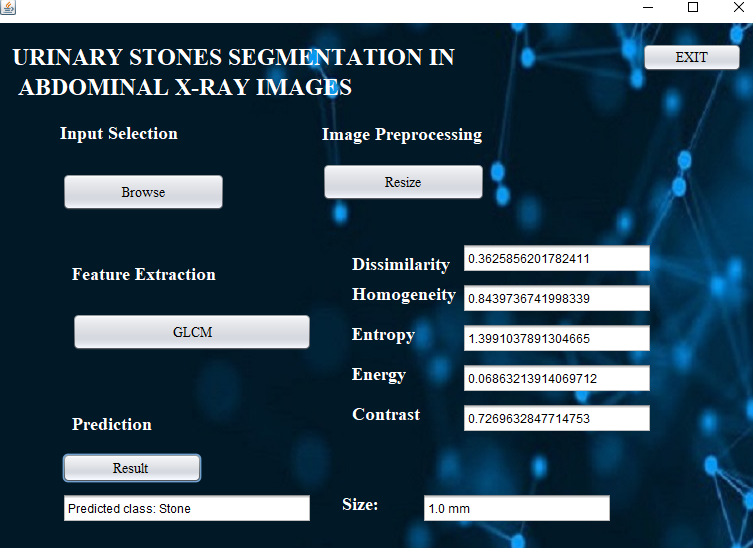 URINARY STONES SEGMENTATION IN
ABDOMINAL X-RAY IMAGES
EXIT
Input Selection
Image Preprocessing
Browse
Resize
Feature Extraction
GLCM
Dissimilarity 0.3625856201782411
Homogeneity 0.8439736741998339
Entropy 1.3991037891304665
Energy 0.06863213914069712
Contrast 0.7269632847714753
Prediction
Result
Predicted class: Stone
Size: 1.0 mm